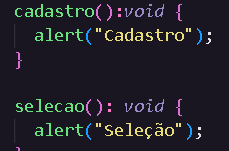 cadastro():void {
alert("Cadastro");
}
selecao(): void {
alert("Seleção");
}